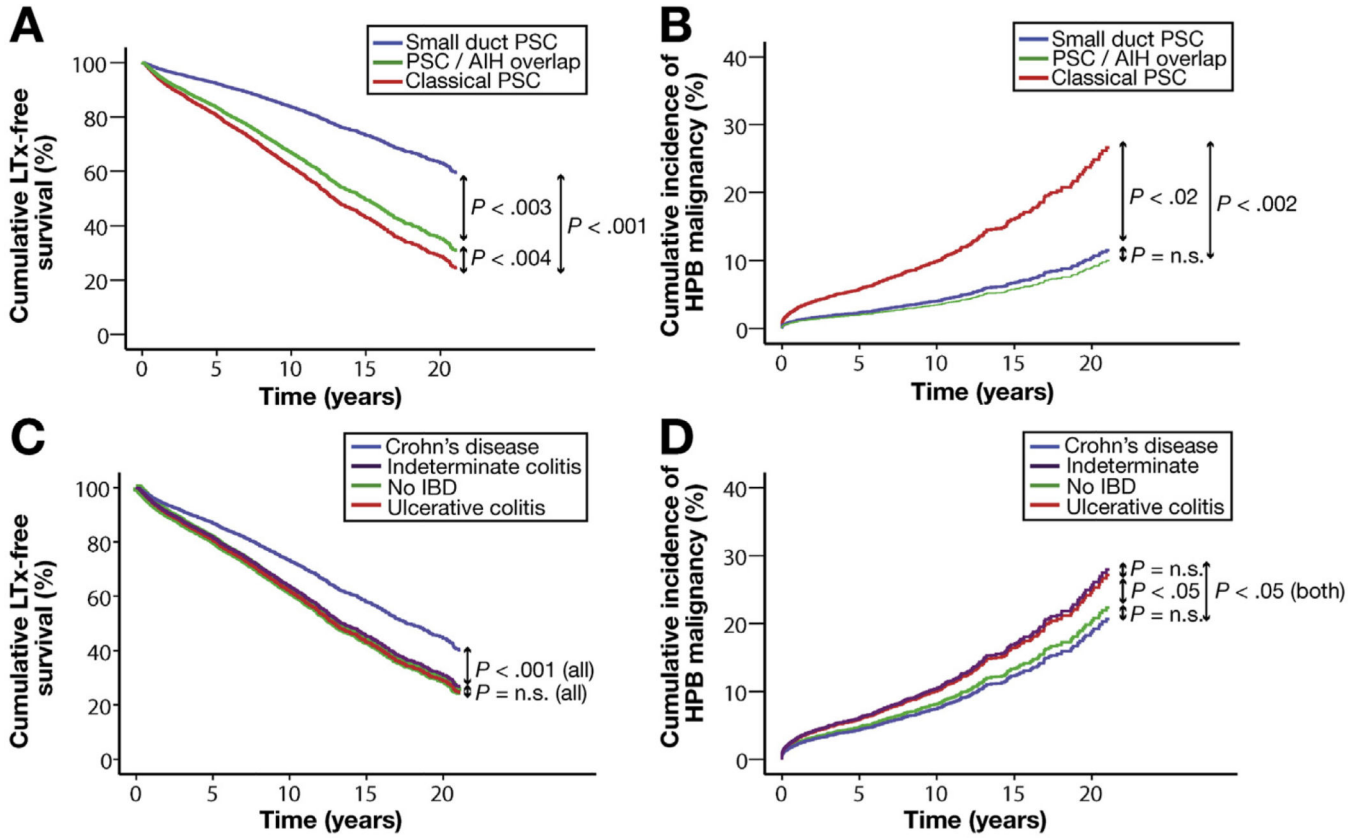 A
Small duct PSC
PSC / AIH overlap
Classical PSC
Cumulative LTx-free
survival (%)
100
80
60
40
20
0
P < .003
P < .004
P < .001
0 5 10 15 20
Time (years)
B
Small duct PSC
PSC / AIH overlap
Classical PSC
Cumulative incidence of
HPB malignancy (%)
40
30
20
10
0
P < .02
P < .002
P = n.s.
0 5 10 15 20
Time (years)
C
Crohn's disease
Indeterminate colitis
No IBD
Ulcerative colitis
Cumulative LTx-free
survival (%)
100
80
60
40
20
0
P < .001 (all)
P = n.s. (all)
0 5 10 15 20
Time (years)
D
Crohn's disease
Indeterminate
No IBD
Ulcerative colitis
Cumulative incidence of
HPB malignancy (%)
40
30
20
10
0
P = n.s.
P < .05
P = n.s.
P < .05 (both)
0 5 10 15 20
Time (years)